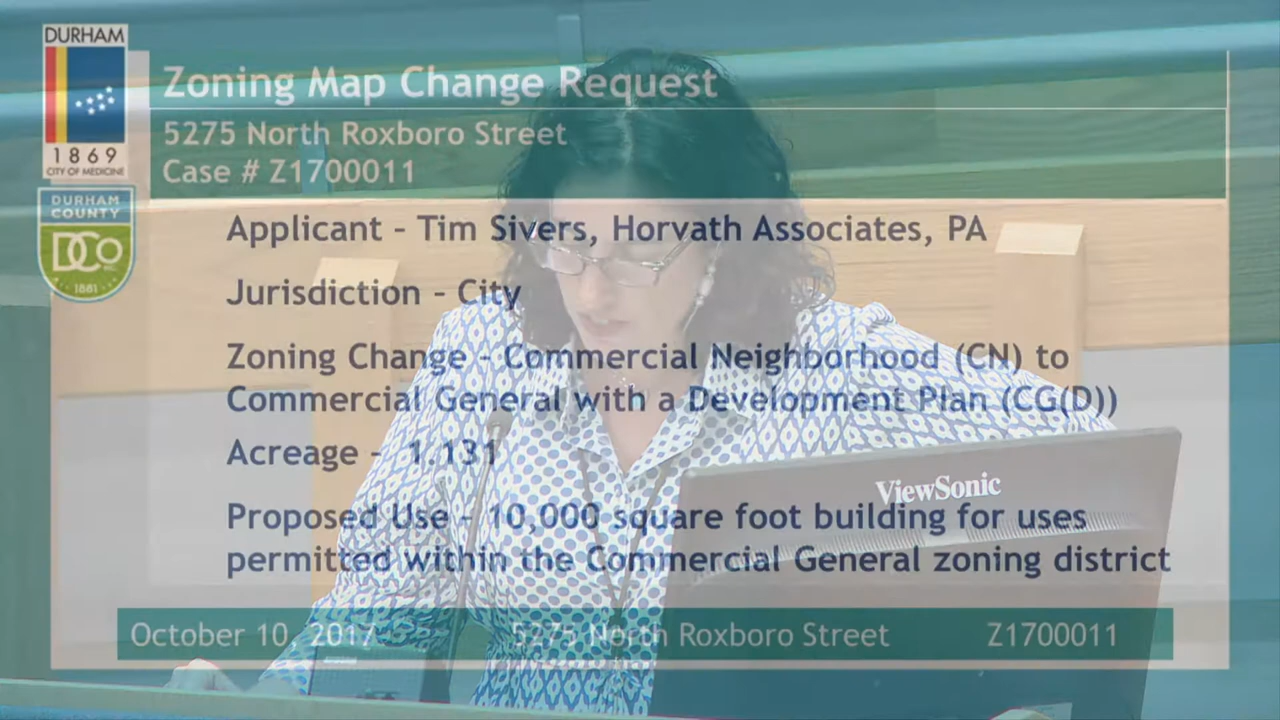 DURHAM
1869
CITY OF MEDICINE
DURHAM
COUNTY
DCo
1881
Zoning Map Change Request
5275 North Roxboro Street
Case # Z1700011
Applicant – Tim Sivers, Horvath Associates, PA
Jurisdiction – City
Zoning Change – Commercial Neighborhood (CN) to
Commercial General with a Development Plan (CG(D))
Acreage – 1.131
ViewSonic
Proposed Use – 10,000 square foot building for uses
permitted within the Commercial General zoning district
October 10, 2017 5275 North Roxboro Street Z1700011